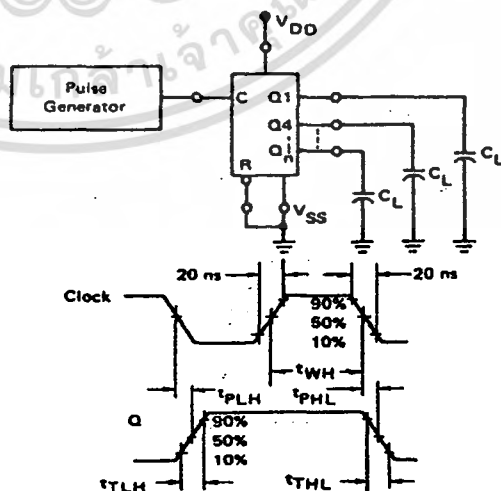 VDD
Pulse
Generator
C
Q1
Q4
Qn
R
VSS
CL
CL
CL
20 ns
20 ns
Clock
90%
50%
10%
tWH
tPLH
tPHL
Q
90%
50%
10%
tTLH
tTHL